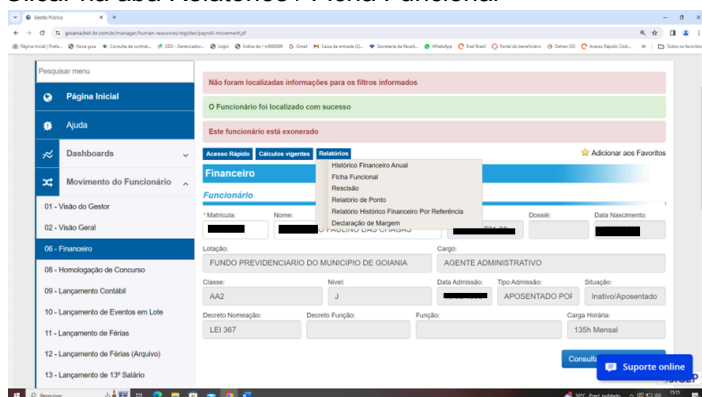 Clicar na aba Relatórios / Ficha Funcional
Gestão Pública
Pesquisar menu
Página Inicial
Ajuda
Dashboards
Movimento do Funcionário
01 - Visão do Gestor
02 - Visão Geral
06 - Financeiro
08 - Homologação de Concurso
09 - Lançamento Contábil
10 - Lançamento de Eventos em Lote
11 - Lançamento de Férias
12 - Lançamento de Férias (Arquivo)
13 - Lançamento de 13º Salário
Não foram localizadas informações para os filtros informados
O Funcionário foi localizado com sucesso
Este funcionário está exonerado
Acesso Rápido Cálculos vigentes Relatórios
Adicionar aos Favoritos
Histórico Financeiro Anual
Ficha Funcional
Rescisão
Relatório de Ponto
Relatório Histórico Financeiro Por Referência
Declaração de Margem
Financeiro
Funcionário
* Matrícula: Nome: Dossiê: Data Nascimento:
PAULINO DAS CHAGAS
Lotação: Cargo:
FUNDO PREVIDENCIARIO DO MUNICIPIO DE GOIANIA AGENTE ADMINISTRATIVO
Classe: Nível: Data Admissão: Tipo Admissão: Situação:
AA2 J APOSENTADO POR Inativo/Aposentado
Decreto Nomeação: Decreto Função: Função: Carga Horária:
LEI 367 135h Mensal
Suporte online